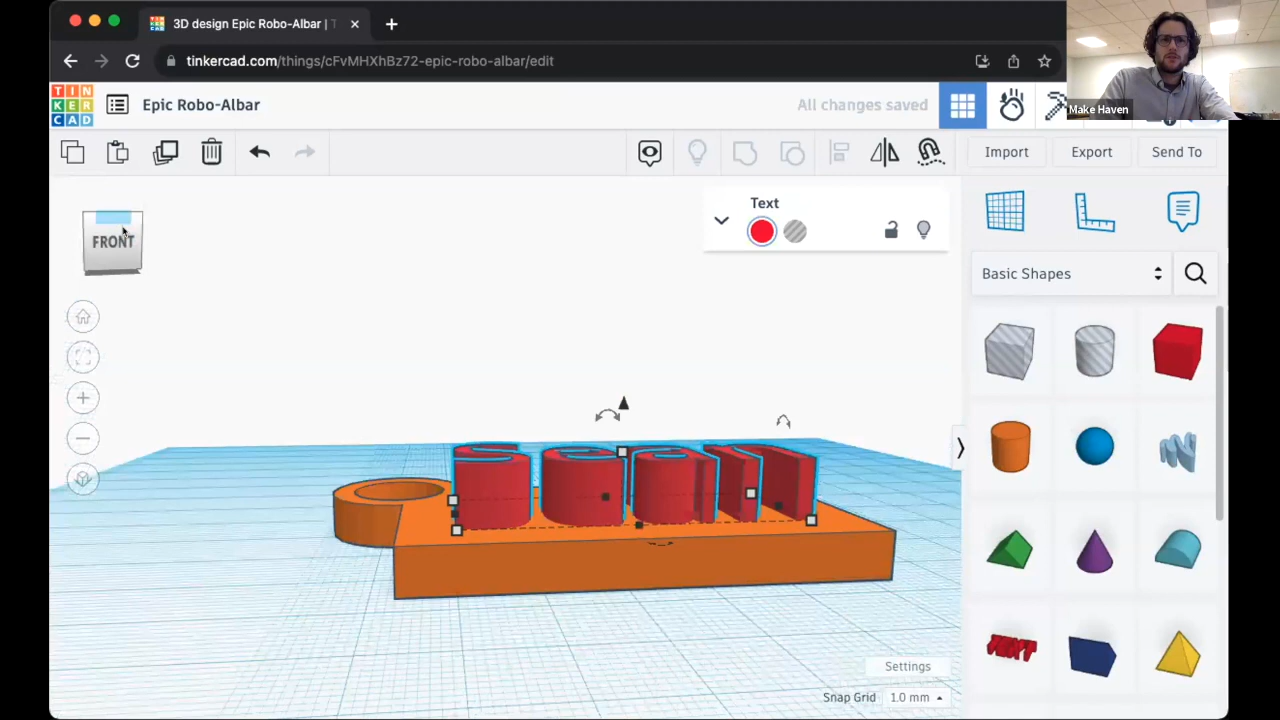 3D design Epic Robo-Albar | T
tinkercad.com/things/cFvMHXhBz72-epic-robo-albar/edit
Make Haven
TIN
KER
CAD
Epic Robo-Albar
All changes saved
Import
Export
Send To
Text
FRONT
Basic Shapes
Sean
TEXT
Settings
Snap Grid
1.0 mm